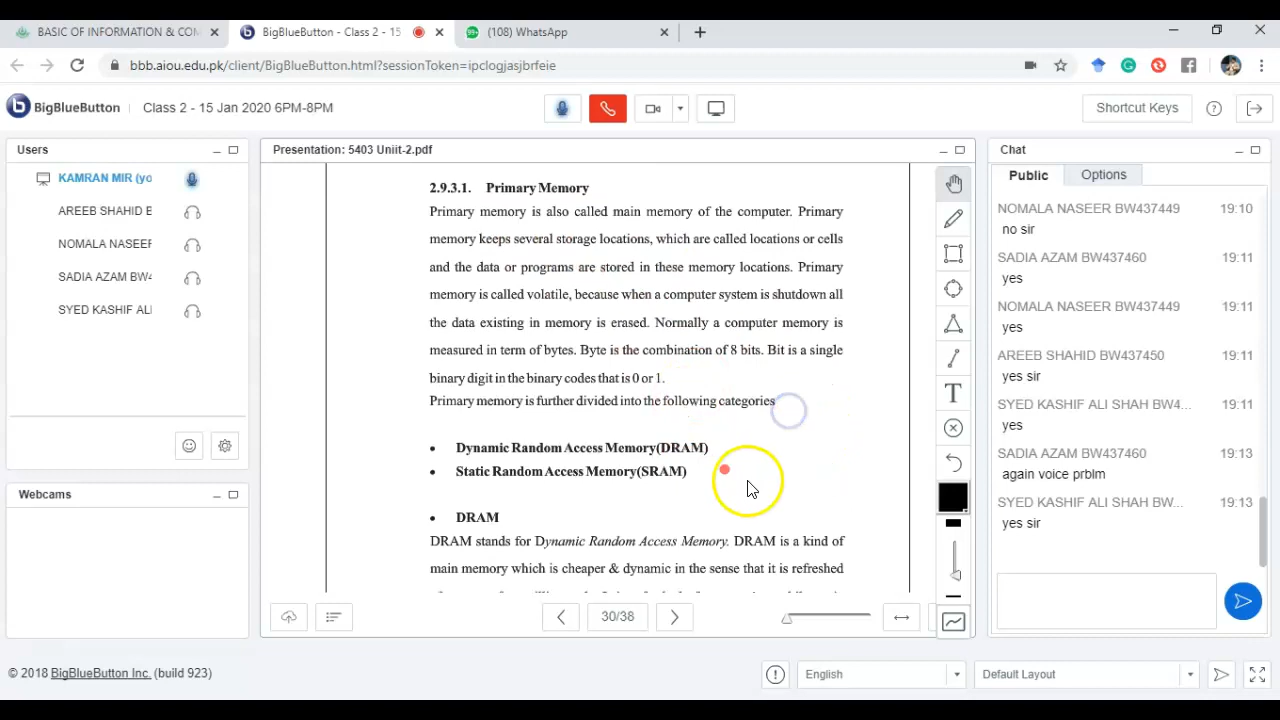 BASIC OF INFORMATION & COM
BigBlueButton - Class 2 - 15
99+
(108) WhatsApp
bbb.aiou.edu.pk/client/BigBlueButton.html?sessionToken=ipclogjasjbrfeie
BigBlueButton
Class 2 - 15 Jan 2020 6PM-8PM
Shortcut Keys
Users
KAMRAN MIR (yo
AREEB SHAHID B
NOMALA NASEEF
SADIA AZAM BW4
SYED KASHIF ALI
Webcams
Presentation: 5403 Uniit-2.pdf
2.9.3.1. Primary Memory
Primary memory is also called main memory of the computer. Primary
memory keeps several storage locations, which are called locations or cells
and the data or programs are stored in these memory locations. Primary
memory is called volatile, because when a computer system is shutdown all
the data existing in memory is erased. Normally a computer memory is
measured in term of bytes. Byte is the combination of 8 bits. Bit is a single
binary digit in the binary codes that is 0 or 1.
Primary memory is further divided into the following categories
• Dynamic Random Access Memory(DRAM)
• Static Random Access Memory(SRAM)
• DRAM
DRAM stands for Dynamic Random Access Memory. DRAM is a kind of
main memory which is cheaper & dynamic in the sense that it is refreshed
30/38
T
Chat
Public
Options
NOMALA NASEER BW437449 19:10
no sir
SADIA AZAM BW437460 19:11
yes
NOMALA NASEER BW437449 19:11
yes
AREEB SHAHID BW437450 19:11
yes sir
SYED KASHIF ALI SHAH BW4... 19:11
yes
SADIA AZAM BW437460 19:13
again voice prblm
SYED KASHIF ALI SHAH BW... 19:13
yes sir
© 2018 BigBlueButton Inc. (build 923)
English
Default Layout